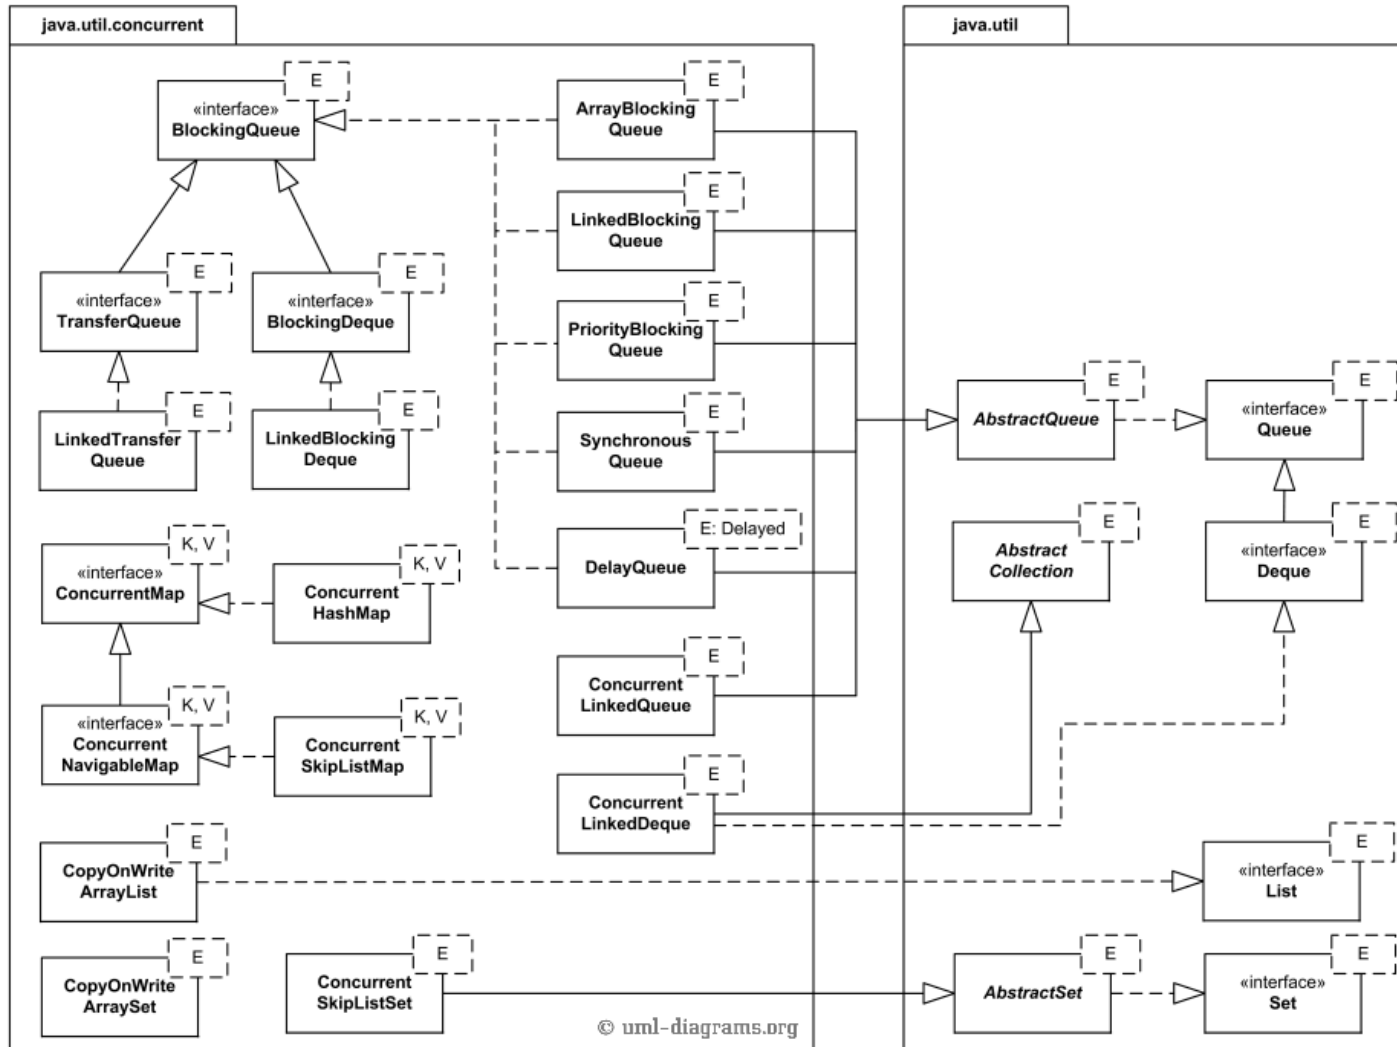 java.util.concurrent
java.util
E
«interface»
BlockingQueue
E
ArrayBlocking
Queue
E
LinkedBlocking
Queue
E
«interface»
TransferQueue
E
«interface»
BlockingDeque
E
PriorityBlocking
Queue
E
LinkedTransfer
Queue
E
LinkedBlocking
Deque
E
Synchronous
Queue
E
AbstractQueue
E
«interface»
Queue
E: Delayed
DelayQueue
E
Abstract
Collection
E
«interface»
Deque
K, V
«interface»
ConcurrentMap
K, V
Concurrent
HashMap
E
Concurrent
LinkedQueue
K, V
«interface»
Concurrent
NavigableMap
K, V
Concurrent
SkipListMap
E
Concurrent
LinkedDeque
E
CopyOnWrite
ArrayList
E
«interface»
List
E
CopyOnWrite
ArraySet
E
Concurrent
SkipListSet
E
AbstractSet
E
«interface»
Set
© uml-diagrams.org